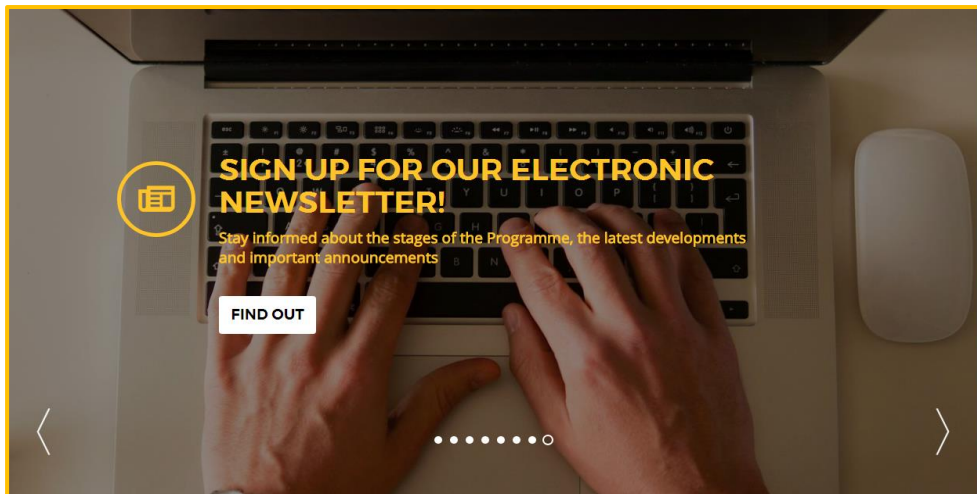 SIGN UP FOR OUR ELECTRONIC
NEWSLETTER!
Stay informed about the stages of the Programme, the latest developments
and important announcements
FIND OUT